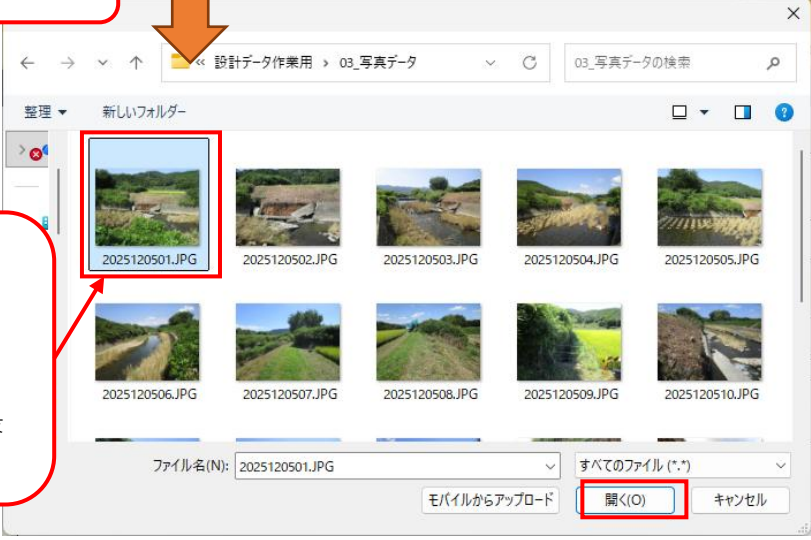 設計データ作業用 › 03_写真データ
03_写真データの検索
整理
新しいフォルダー
2025120501.JPG
2025120502.JPG
2025120503.JPG
2025120504.JPG
2025120505.JPG
2025120506.JPG
2025120507.JPG
2025120508.JPG
2025120509.JPG
2025120510.JPG
ファイル名(N): 2025120501.JPG
すべてのファイル (*.*)
モバイルからアップロード
開く(O)
キャンセル